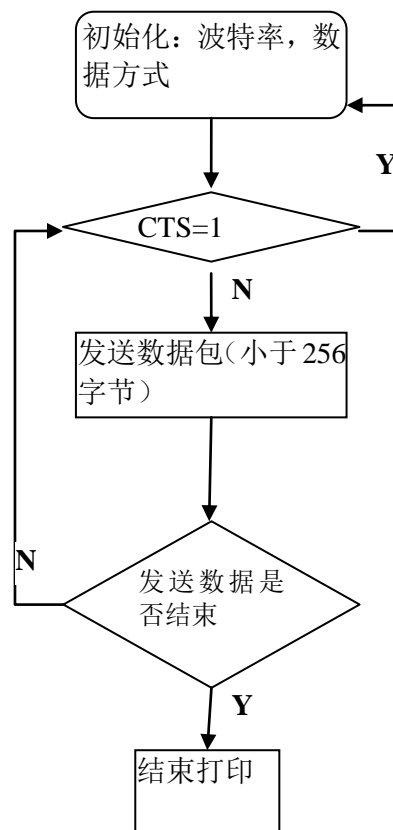 初始化：波特率，数
据方式
Y
CTS=1
N
发送数据包（小于 256
字节）
N
发送数据是
否结束
Y
结束打印